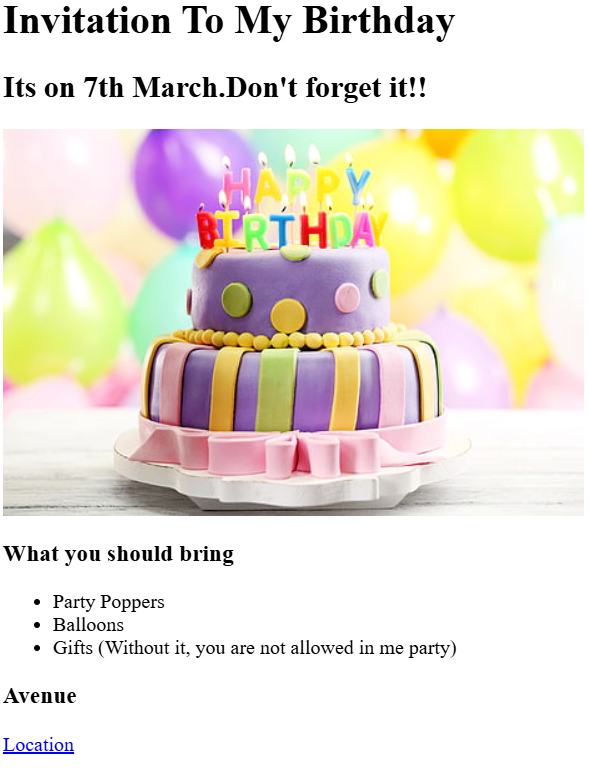 Invitation To My Birthday
Its on 7th March.Don't forget it!!
HAPPY
BIRTHDAY
What you should bring
Party Poppers
Balloons
Gifts (Without it, you are not allowed in me party)
Avenue
Location